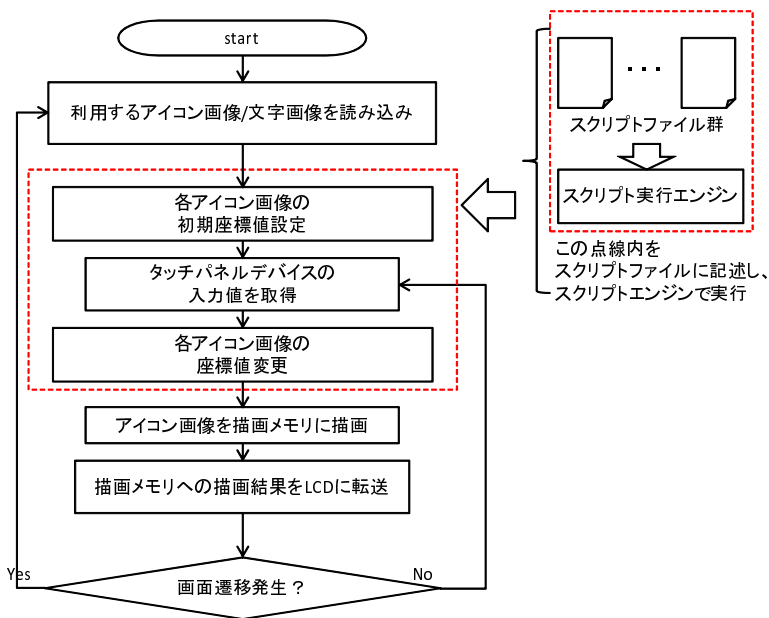 start
利用するアイコン画像/文字画像を読み込み
各アイコン画像の
初期座標値設定
タッチパネルデバイスの
入力値を取得
各アイコン画像の
座標値変更
アイコン画像を描画メモリに描画
描画メモリへの描画結果をLCDに転送
画面遷移発生？
Yes
No
・・・
スクリプトファイル群
スクリプト実行エンジン
この点線内を
スクリプトファイルに記述し、
スクリプトエンジンで実行